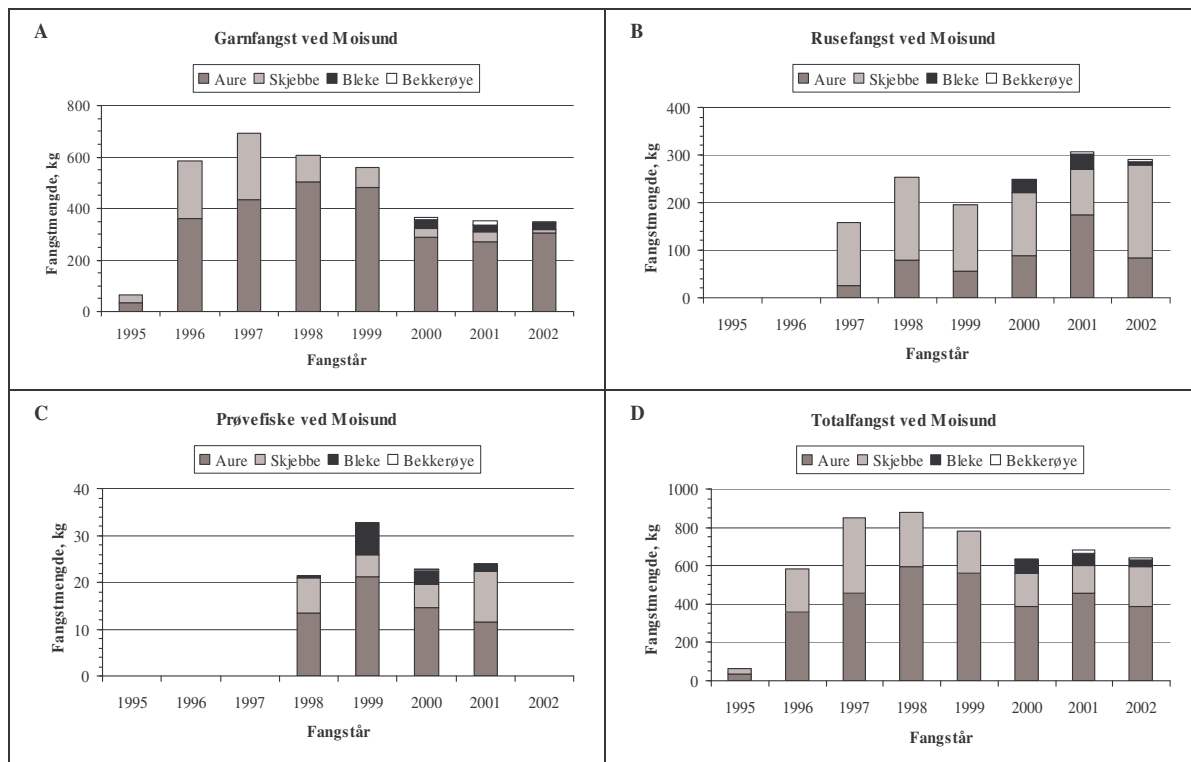 A
Garnfangst ved Moisund
Aure Skjebbe Bleke Bekkerøye
Fangstmengde, kg
800
600
400
200
0
1995 1996 1997 1998 1999 2000 2001 2002
Fangstår
B
Rusefangst ved Moisund
Aure Skjebbe Bleke Bekkerøye
Fangstmengde, kg
400
300
200
100
0
1995 1996 1997 1998 1999 2000 2001 2002
Fangstår
C
Prøvefiske ved Moisund
Aure Skjebbe Bleke Bekkerøye
Fangstmengde, kg
40
30
20
10
0
1995 1996 1997 1998 1999 2000 2001 2002
Fangstår
D
Totalfangst ved Moisund
Aure Skjebbe Bleke Bekkerøye
Fangstmengde, kg
1000
800
600
400
200
0
1995 1996 1997 1998 1999 2000 2001 2002
Fangstår